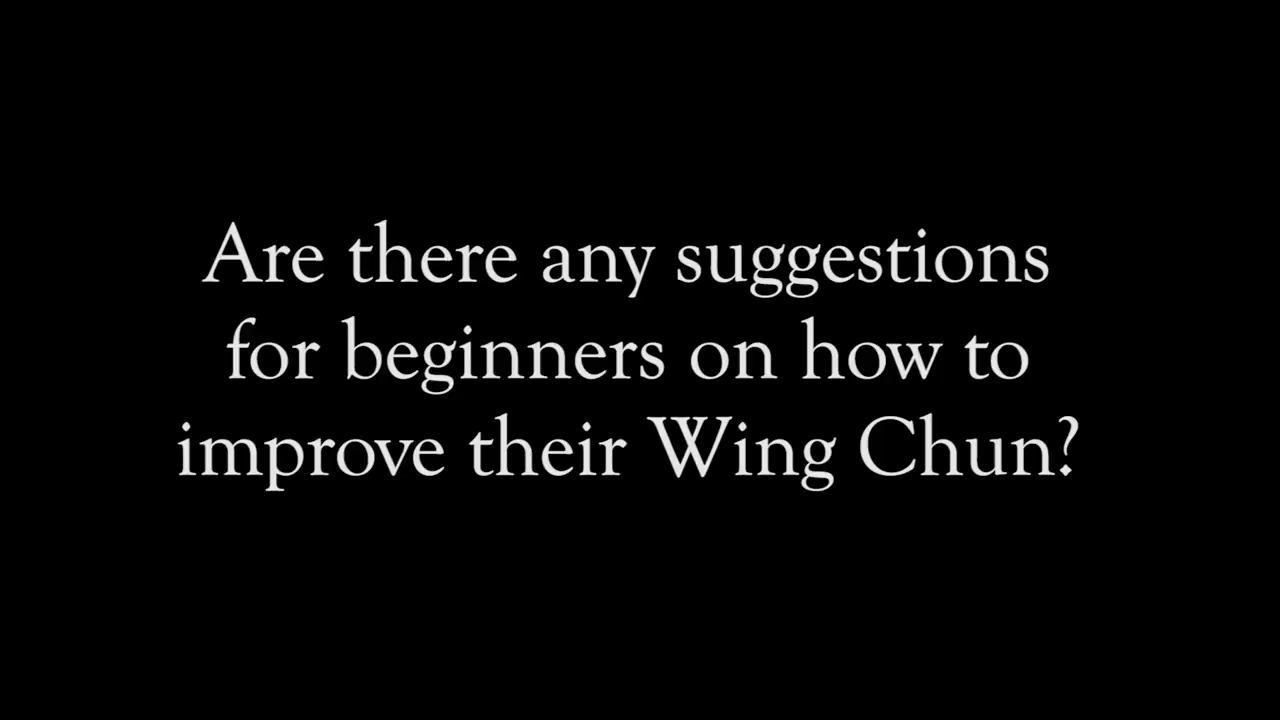 Are there any suggestions
for beginners on how to
improve their Wing Chun?